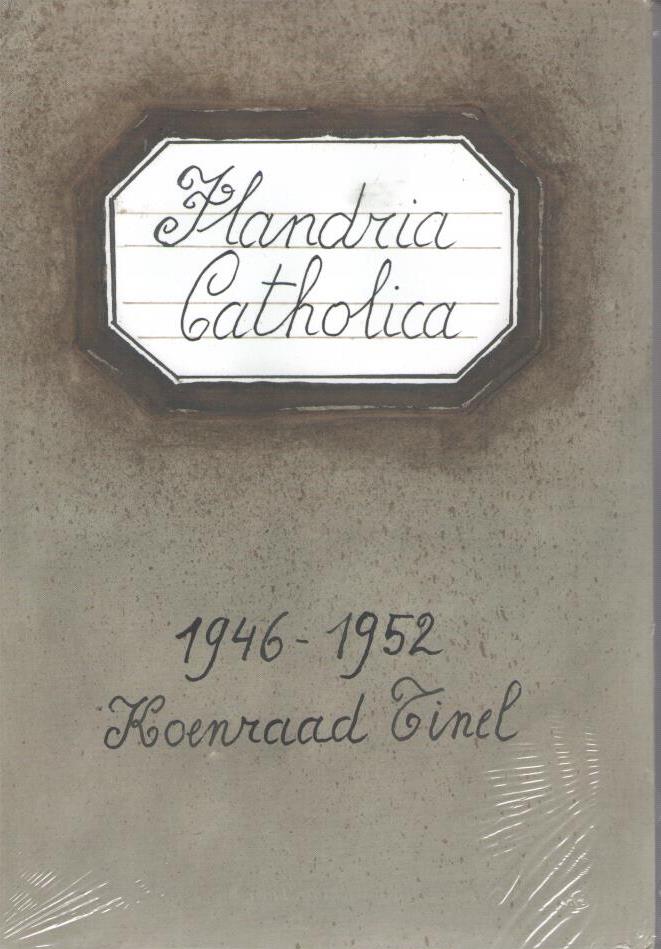 Flandria
Catholica
1946-1952
Koenraad Tinel